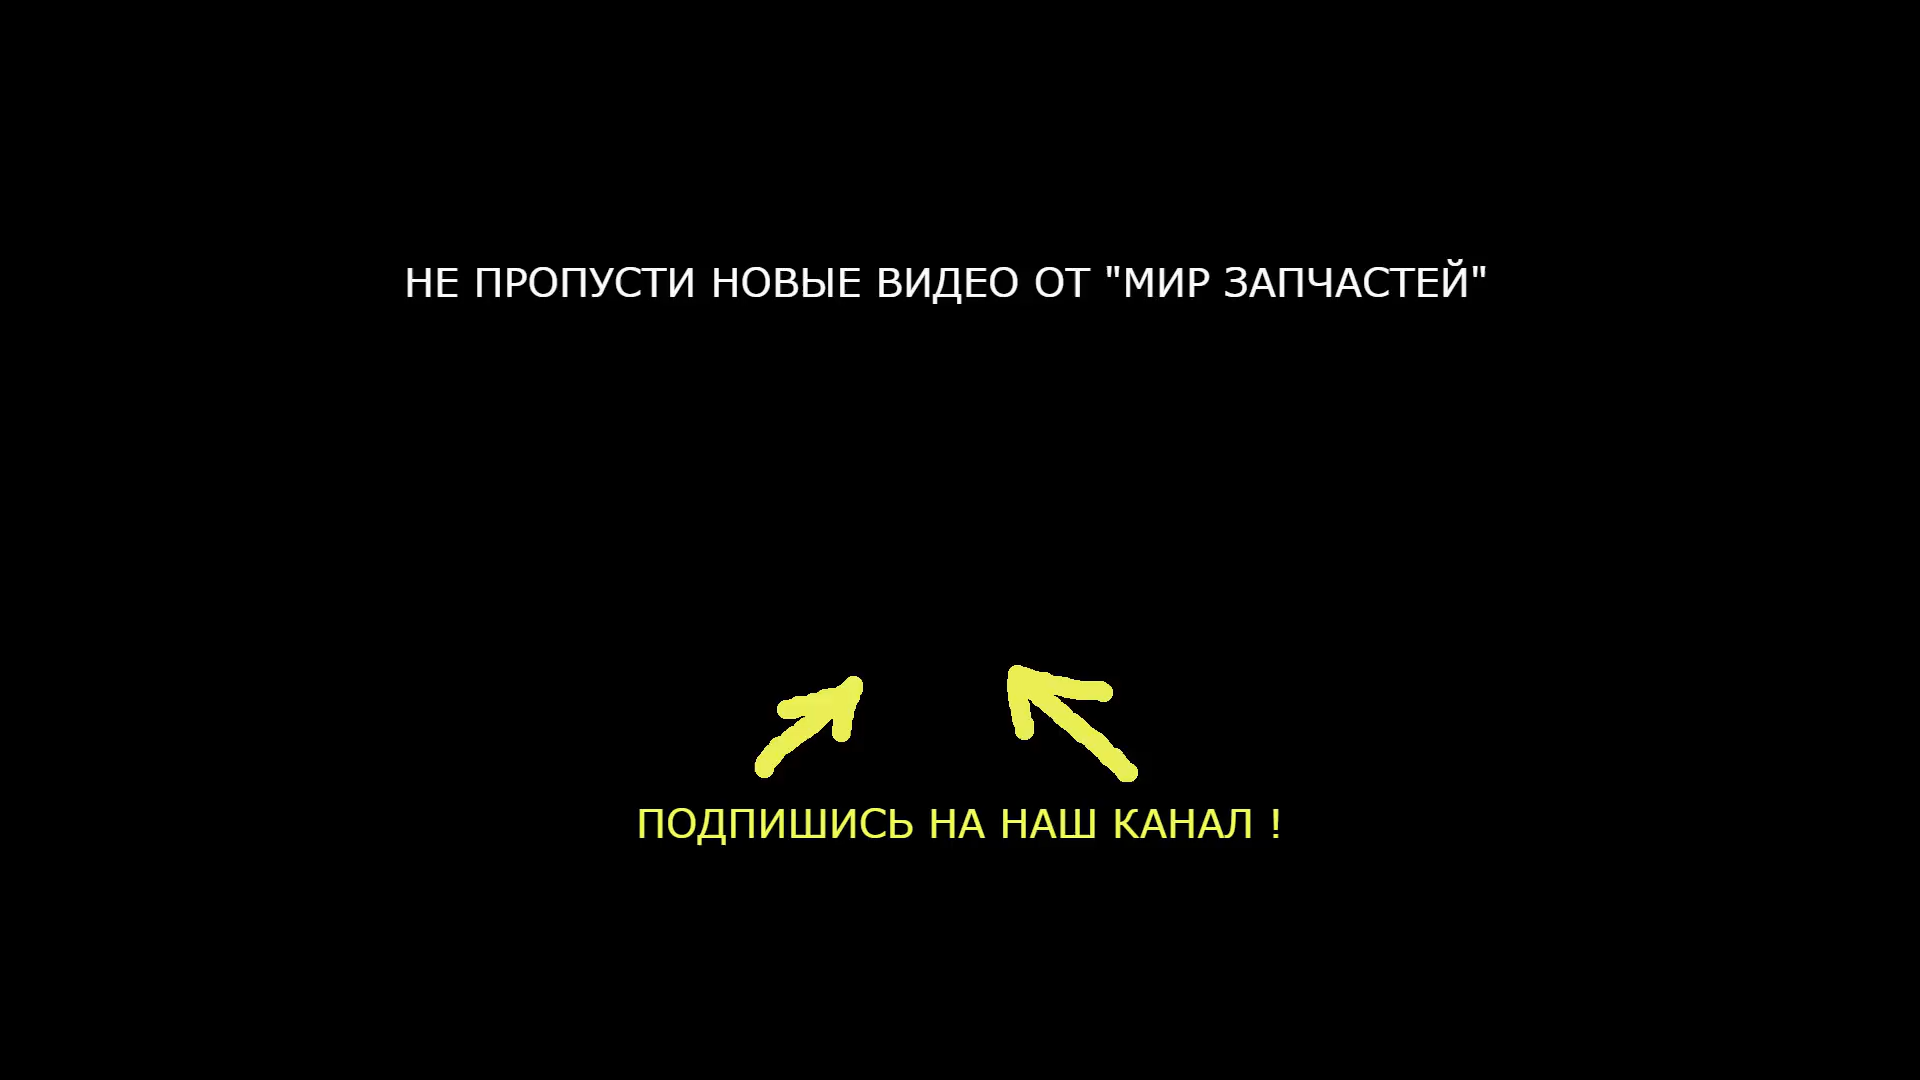 НЕ ПРОПУСТИ НОВЫЕ ВИДЕО ОТ "МИР ЗАПЧАСТЕЙ"
ПОДПИШИСЬ НА НАШ КАНАЛ !